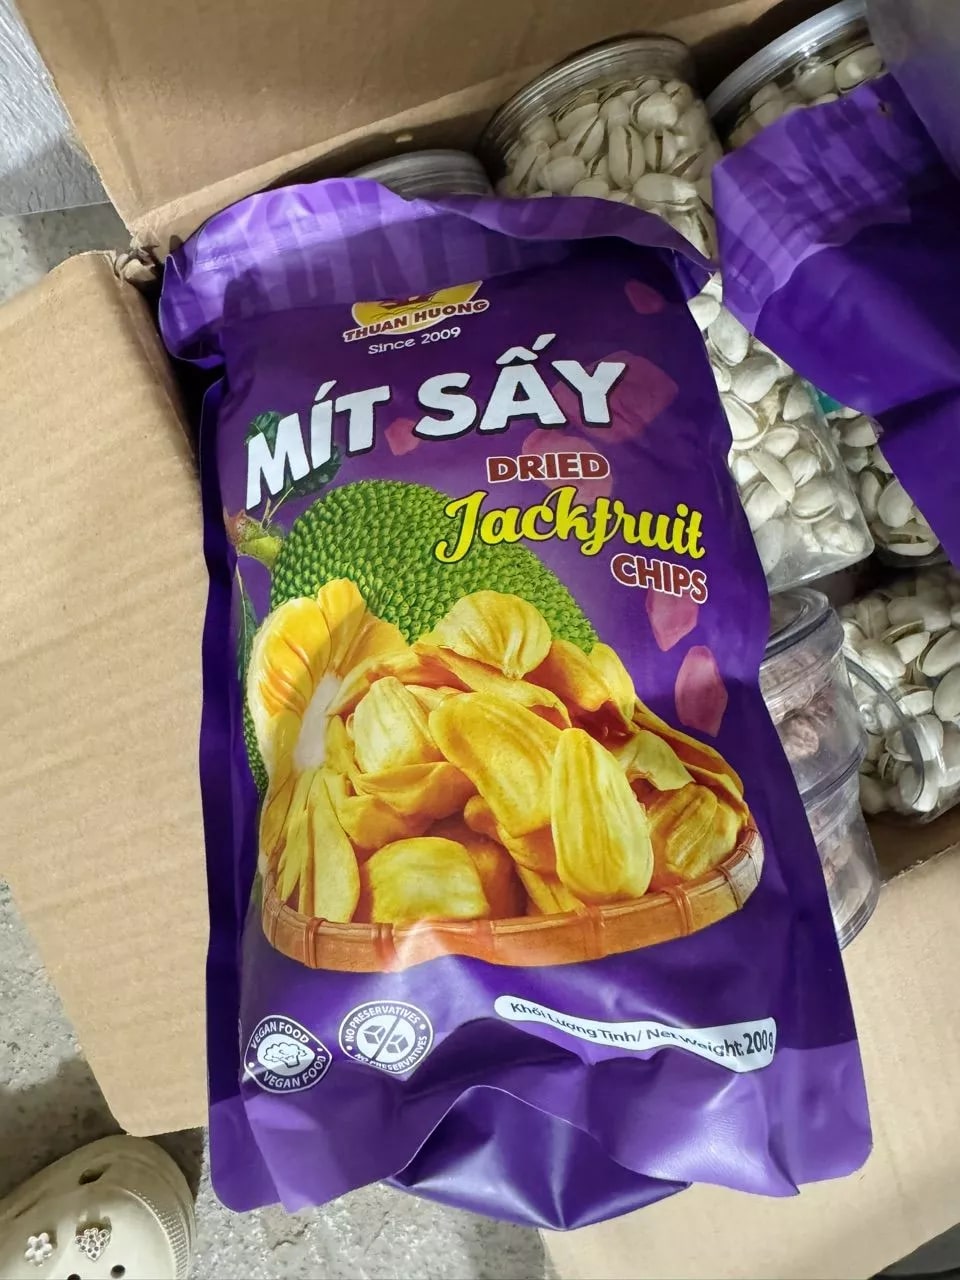 THUAN HUONG
Since 2009
MÍT SẤY
DRIED
Jackfruit
CHIPS
VEGAN FOOD
VEGAN FOOD
NO PRESERVATIVES
NO PRESERVATIVES
Khối Lượng Tịnh/ Net weight: 200g